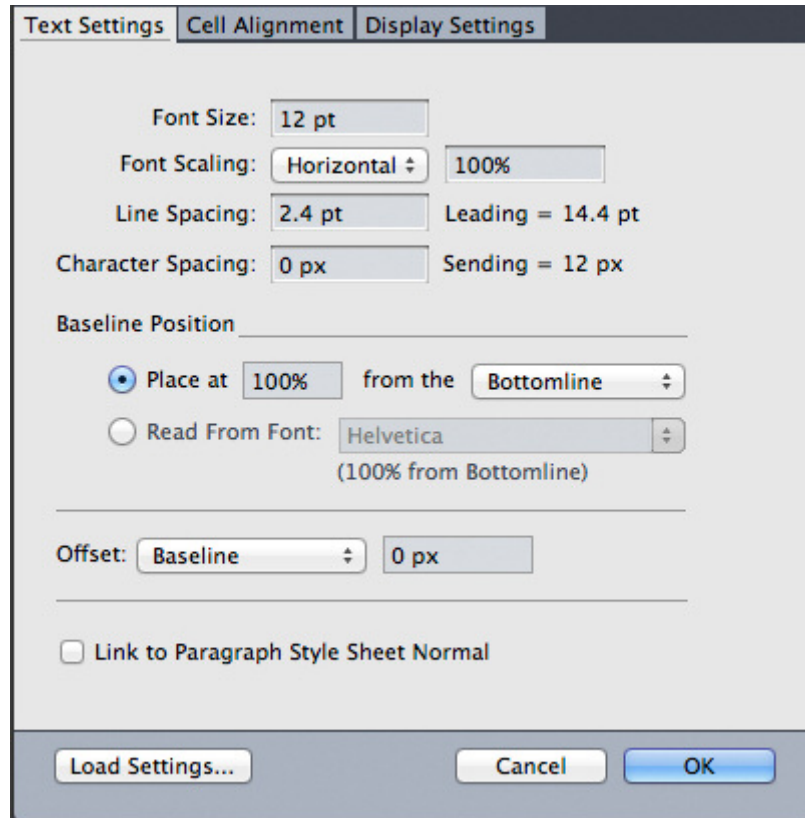 Text Settings Cell Alignment Display Settings
Font Size: 12 pt
Font Scaling: Horizontal 100%
Line Spacing: 2.4 pt Leading = 14.4 pt
Character Spacing: 0 px Sending = 12 px
Baseline Position
Place at 100% from the Bottomline
Read From Font: Helvetica
(100% from Bottomline)
Offset: Baseline 0 px
Link to Paragraph Style Sheet Normal
Load Settings... Cancel OK